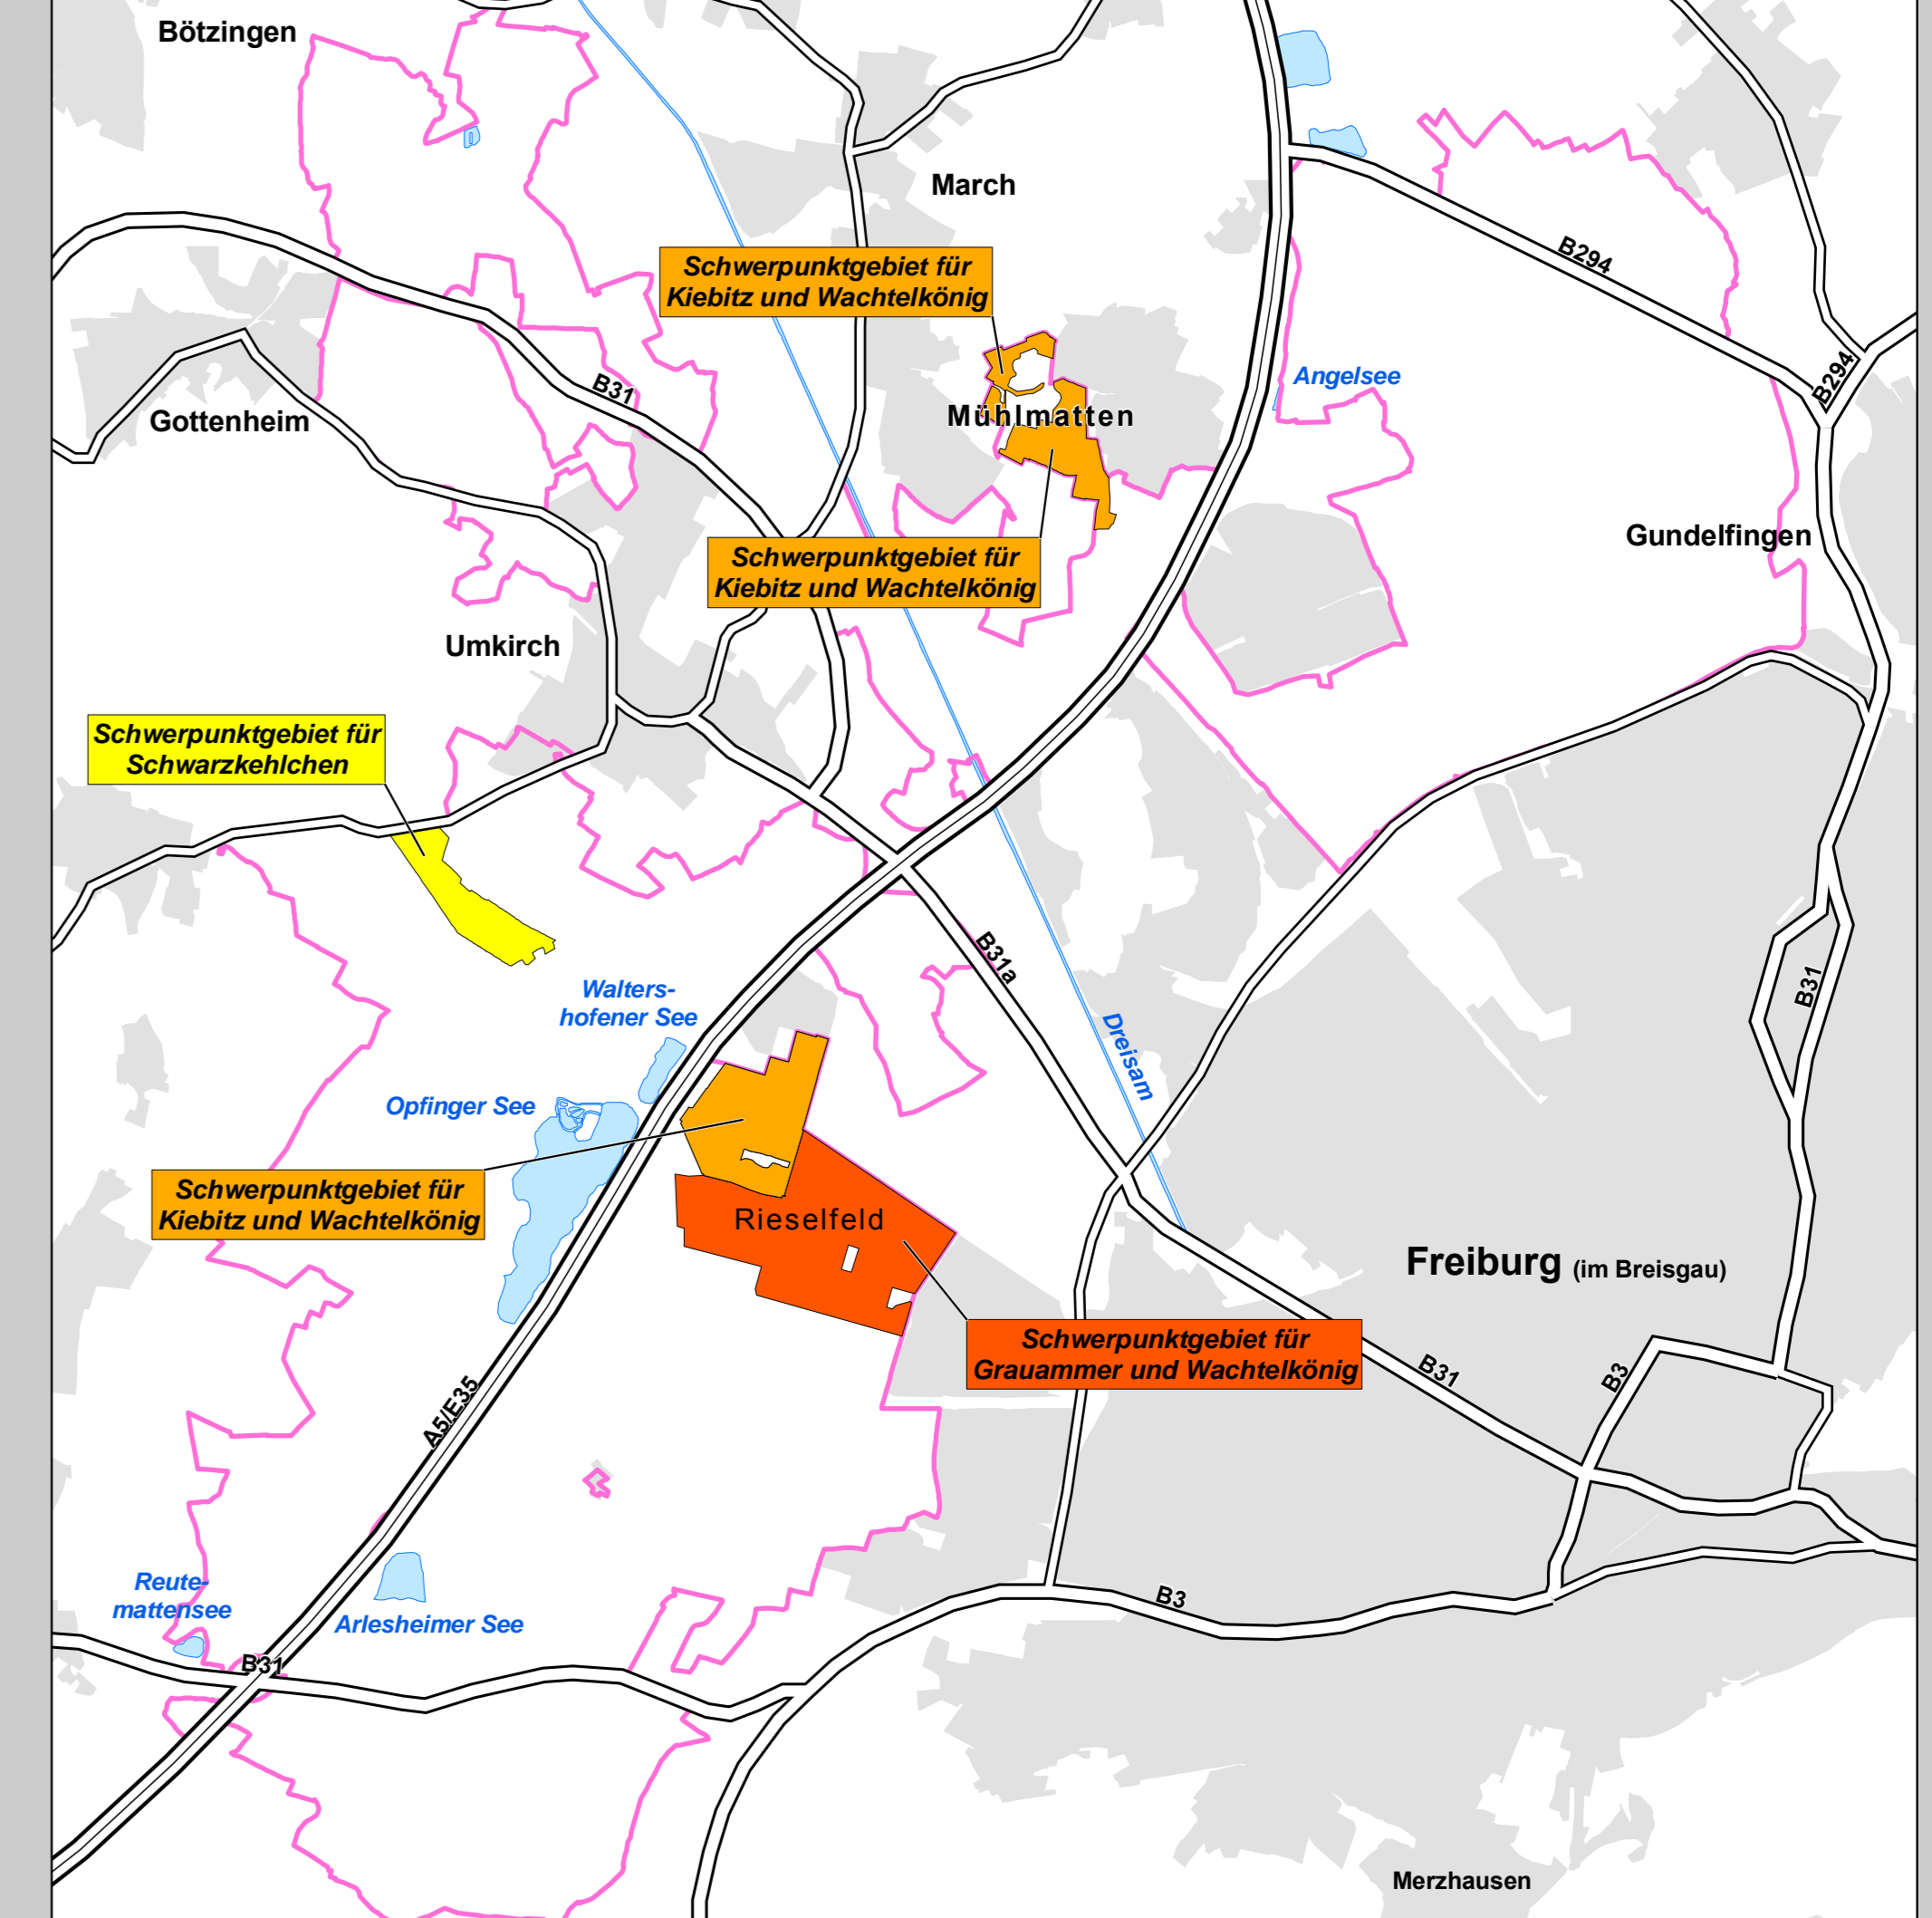 Bötzingen
March
B294
Schwerpunktgebiet für
Kiebitz und Wachtelkönig
Angelsee
B294
B31
Gottenheim
Mühlmatten
Gundelfingen
Schwerpunktgebiet für
Kiebitz und Wachtelkönig
Umkirch
Schwerpunktgebiet für
Schwarzkehlchen
B31a
B31
Walters-
hofener See
Dreisam
Opfinger See
Schwerpunktgebiet für
Kiebitz und Wachtelkönig
Rieselfeld
Freiburg (im Breisgau)
Schwerpunktgebiet für
Grauammer und Wachtelkönig
B31
B3
A5/E35
Reute-
mattensee
Arlesheimer See
B3
B31
Merzhausen